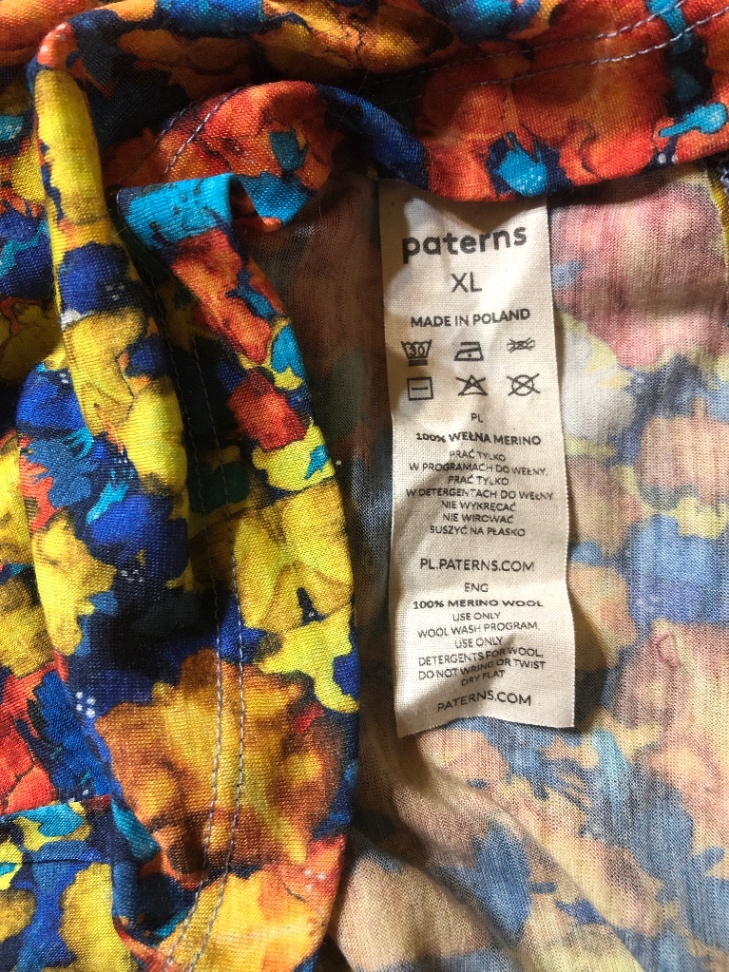 paterns
XL
MADE IN POLAND
30
PL
100% WEŁNA MERINO
PRAĆ TYLKO
W PROGRAMACH DO WEŁNY.
PRAĆ TYLKO
W DETERGENTACH DO WEŁNY
NIE WYKRĘCAĆ
NIE WIROWAĆ
SUSZYĆ NA PŁASKO
PL.PATERNS.COM
ENG
100% MERINO WOOL
USE ONLY
WOOL WASH PROGRAM.
USE ONLY
DETERGENTS FOR WOOL.
DO NOT WRING OR TWIST
DRY FLAT
PATERNS.COM